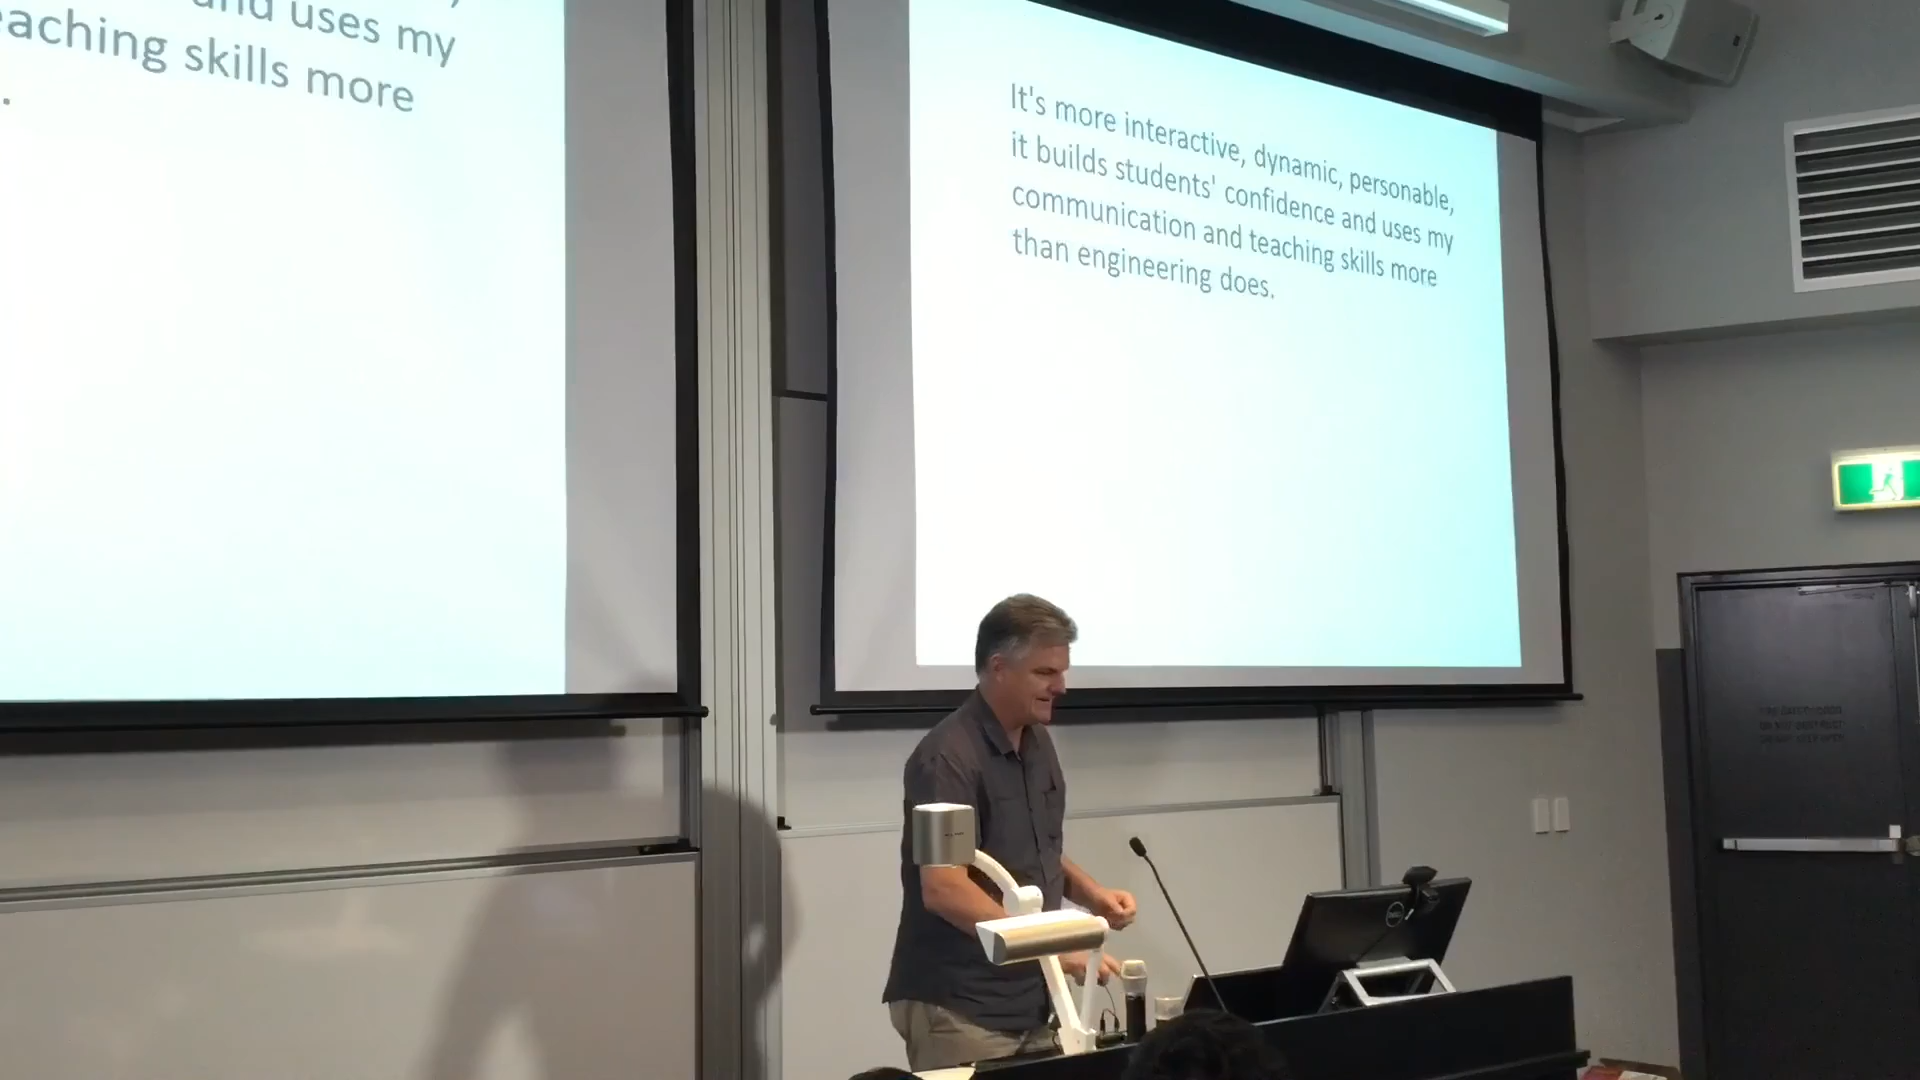 and uses my
eaching skills more
.
It's more interactive, dynamic, personable,
it builds students' confidence and uses my
communication and teaching skills more
than engineering does.
DELL